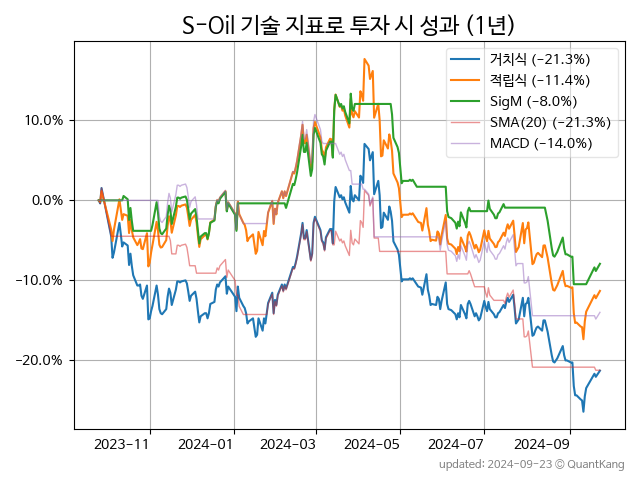 S-Oil 기술 지표로 투자 시 성과 (1년)
거치식 (−21.3%)
적립식 (−11.4%)
SigM (−8.0%)
SMA(20) (−21.3%)
MACD (−14.0%)
10.0%
0.0%
−10.0%
−20.0%
2023-11 2024-01 2024-03 2024-05 2024-07 2024-09
updated: 2024-09-23 © QuantKang